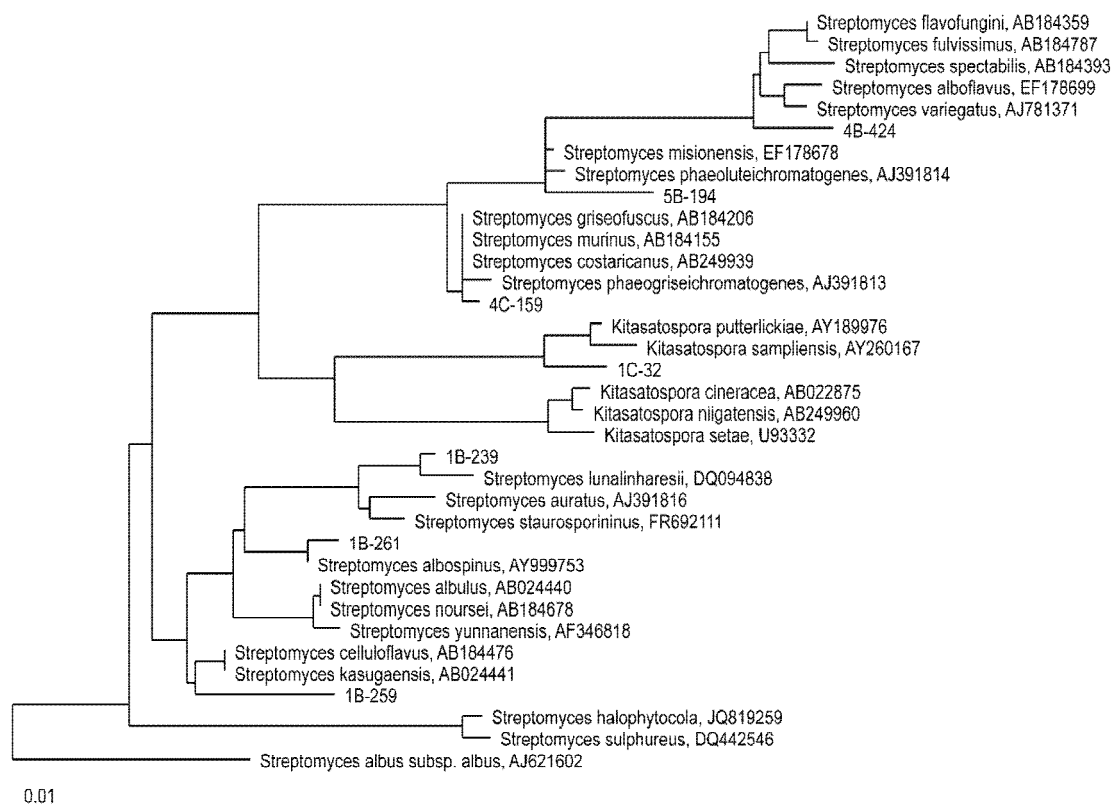 Streptomyces flavofungini, AB184359
Streptomyces fulvissimus, AB184787
Streptomyces spectabilis, AB184393
Streptomyces alboflavus, EF178699
Streptomyces variegatus, AJ781371
4B-424
Streptomyces misionensis, EF178678
Streptomyces phaeoluteichromatogenes, AJ391814
5B-194
Streptomyces griseofuscus, AB184206
Streptomyces murinus, AB184155
Streptomyces costaricanus, AB249939
Streptomyces phaeogriseichromatogenes, AJ391813
4C-159
Kitasatospora putterlickiae, AY189976
Kitasatospora sampliensis, AY260167
1C-32
Kitasatospora cineracea, AB022875
Kitasatospora niigatensis, AB249960
Kitasatospora setae, U93332
1B-239
Streptomyces lunalinharesii, DQ094838
Streptomyces auratus, AJ391816
Streptomyces staurosporininus, FR692111
1B-261
Streptomyces albospinus, AY999753
Streptomyces albulus, AB024440
Streptomyces noursei, AB184678
Streptomyces yunnanensis, AF346818
Streptomyces celluloflavus, AB184476
Streptomyces kasugaensis, AB024441
1B-259
Streptomyces halophytocola, JQ819259
Streptomyces sulphureus, DQ442546
Streptomyces albus subsp. albus, AJ621602
0.01